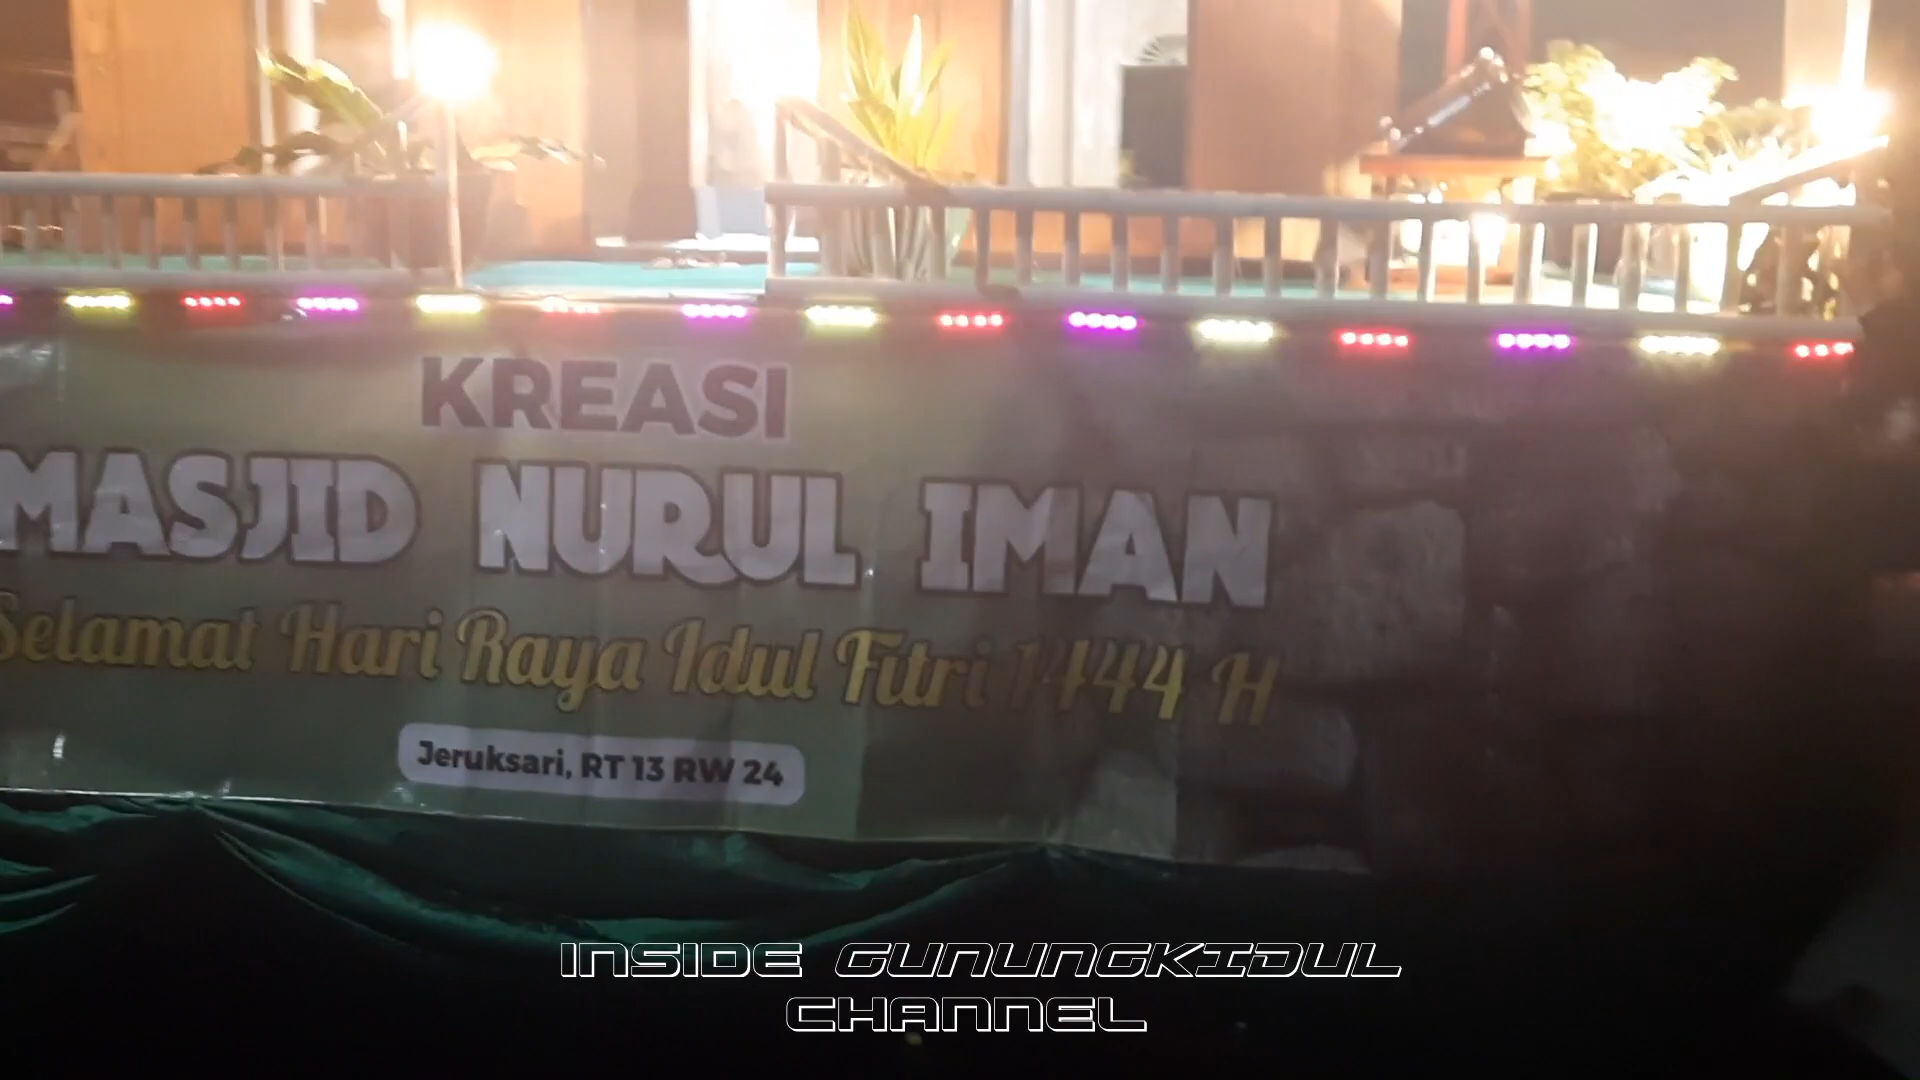 KREASI
MASJID NURUL IMAN
Selamat Hari Raya Idul Fitri 1444 H
Jeruksari, RT 13 RW 24
INSIDE GUNUNGKIDUL
CHANNEL